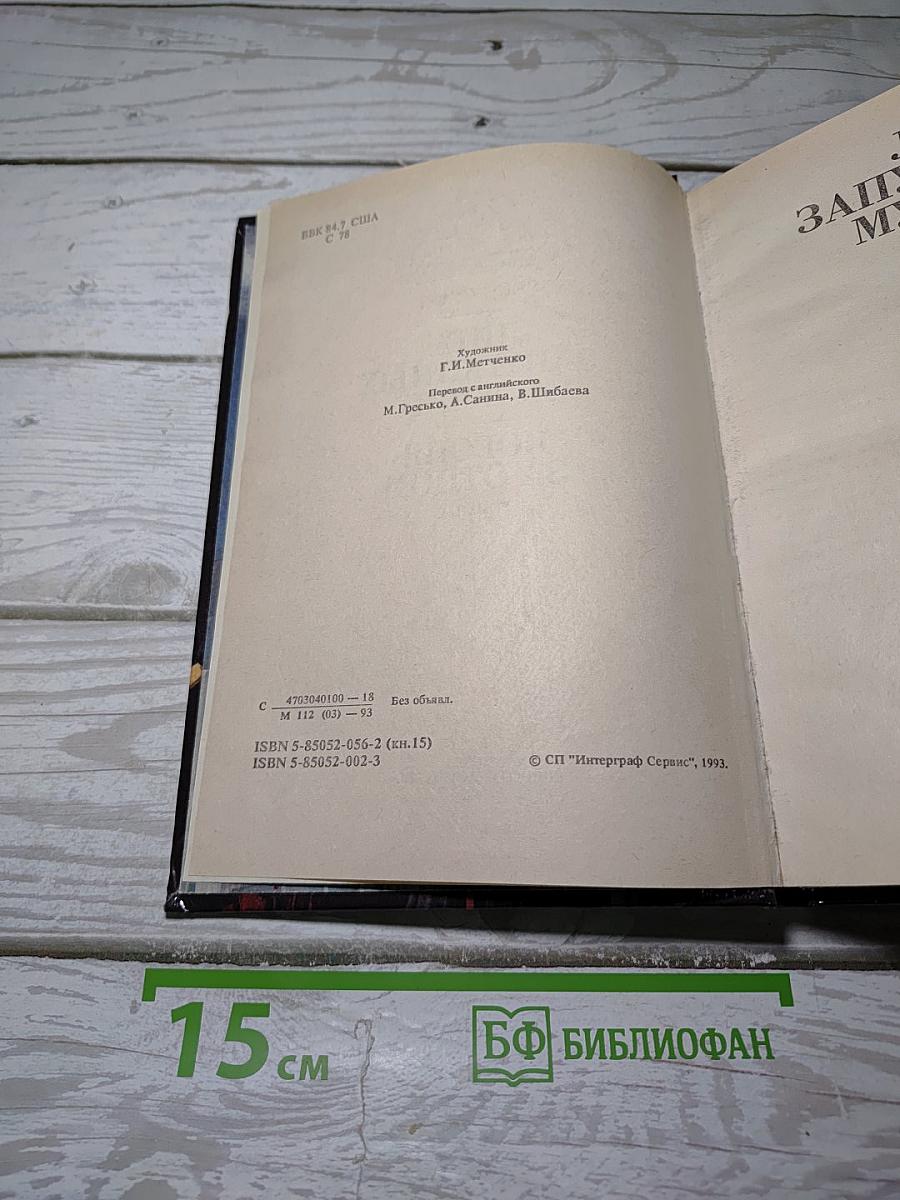 ББК 84.7 США
С 78
Художник
Г.И.Метченко
Перевод с английского
М.Гресько, А.Санина, В.Шибаева
С 4703040100 — 18 Без объявл.
М 112 (03) — 93
ISBN 5-85052-056-2 (кн.15)
ISBN 5-85052-002-3
© СП "Интерграф Сервис", 1993.
15 см
БФ БИБЛИОФАН